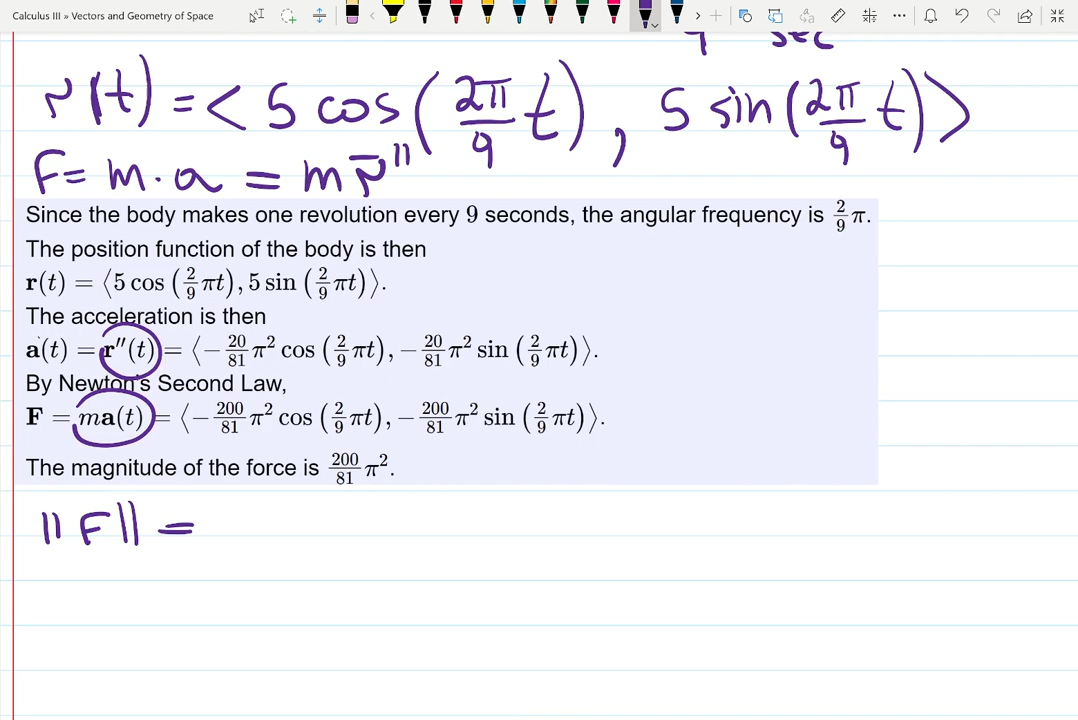 Calculus III » Vectors and Geometry of Space
sec
r(t) = < 5 cos(2π/9 t), 5 sin(2π/9 t)>
F = m · a = m r̄''
Since the body makes one revolution every 9 seconds, the angular frequency is 2/9 π.
The position function of the body is then
r(t) = ⟨5 cos (2/9 πt), 5 sin (2/9 πt)⟩.
The acceleration is then
a(t) = r″(t) = ⟨−20/81 π² cos (2/9 πt), −20/81 π² sin (2/9 πt)⟩.
By Newton's Second Law,
F = ma(t) = ⟨−200/81 π² cos (2/9 πt), −200/81 π² sin (2/9 πt)⟩.
The magnitude of the force is 200/81 π².
|| F || =